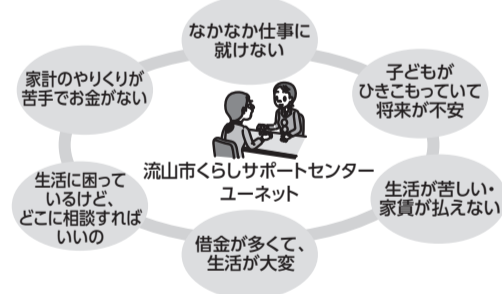 なかなか仕事に
就けない
子どもが
ひきこもっていて
将来が不安
生活が苦しい・
家賃が払えない
借金が多くて、
生活が大変
生活に困って
いるけど、
どこに相談すれば
いいの
家計のやりくりが
苦手でお金がない
流山市くらしサポートセンター
ユーネット